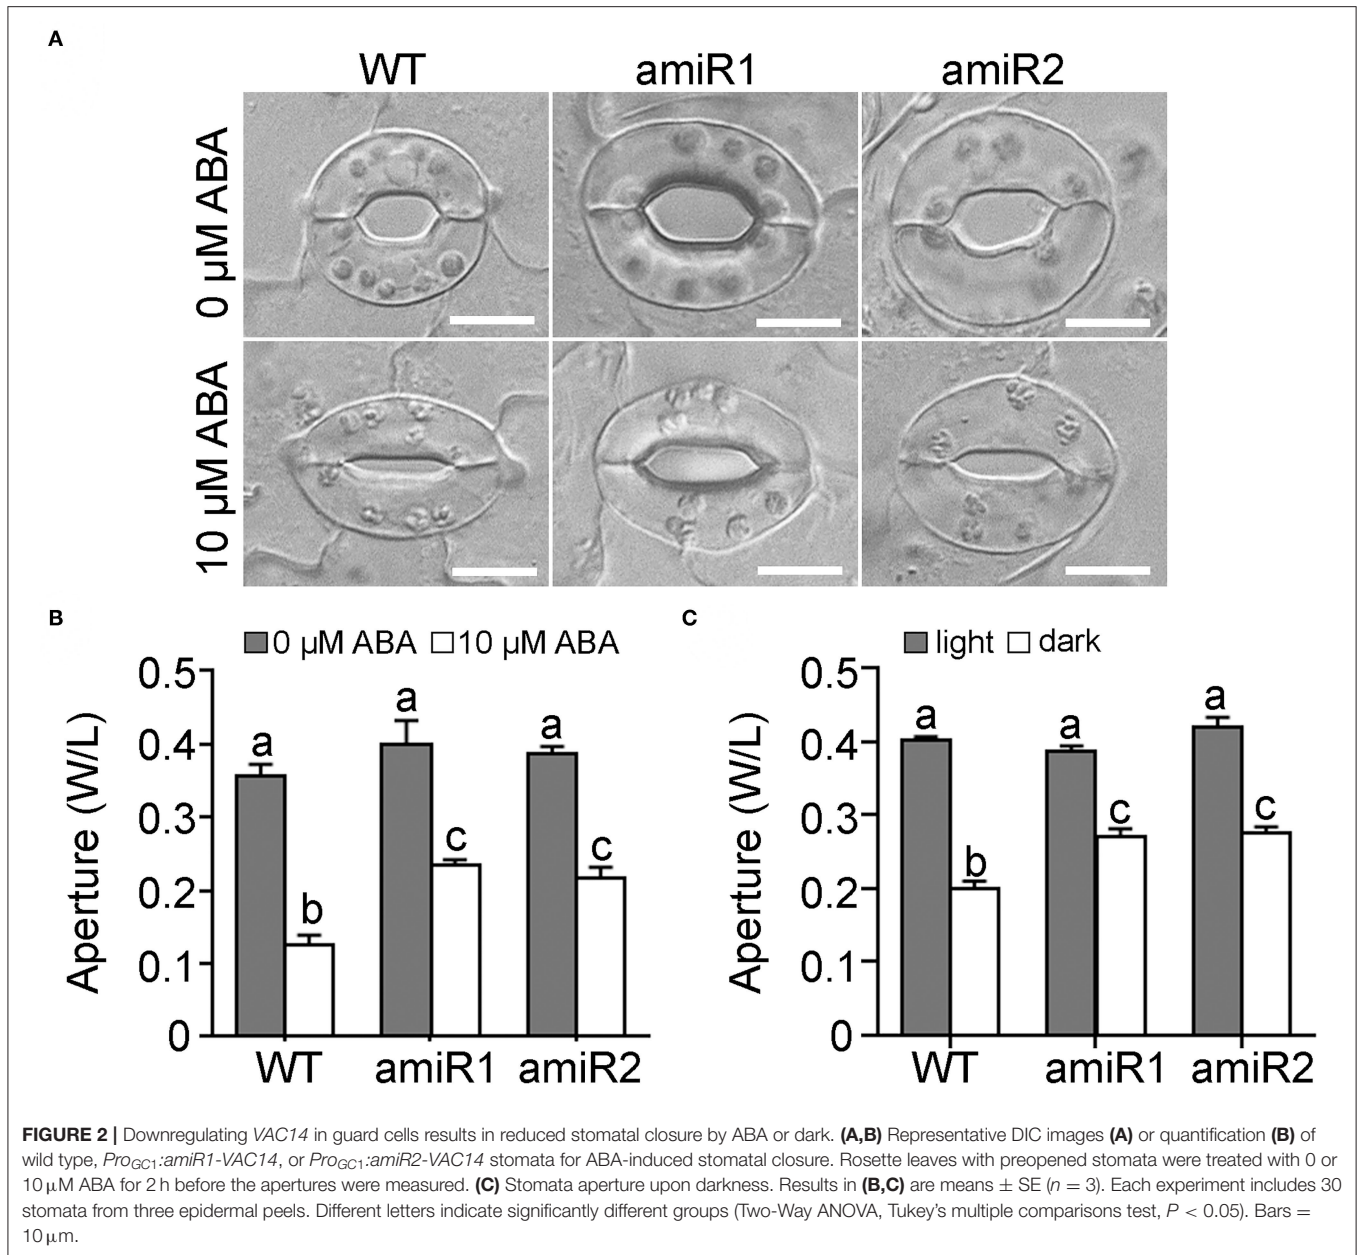 A
WT amiR1 amiR2
0 µM ABA
10 µM ABA
B
0 µM ABA 10 µM ABA
0.5
0.4
0.3
0.2
0.1
0
Aperture (W/L)
a b a c a c
WT amiR1 amiR2
C
light dark
0.5
0.4
0.3
0.2
0.1
0
Aperture (W/L)
a b a c a c
WT amiR1 amiR2
FIGURE 2 | Downregulating VAC14 in guard cells results in reduced stomatal closure by ABA or dark. (A,B) Representative DIC images (A) or quantification (B) of
wild type, ProGC1:amiR1-VAC14, or ProGC1:amiR2-VAC14 stomata for ABA-induced stomatal closure. Rosette leaves with preopened stomata were treated with 0 or
10 µM ABA for 2 h before the apertures were measured. (C) Stomata aperture upon darkness. Results in (B,C) are means ± SE (n = 3). Each experiment includes 30
stomata from three epidermal peels. Different letters indicate significantly different groups (Two-Way ANOVA, Tukey's multiple comparisons test, P < 0.05). Bars =
10 µm.